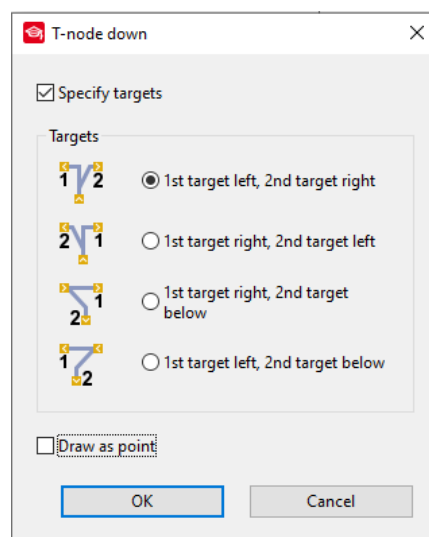 T-node down
Specify targets
Targets
1 2
1st target left, 2nd target right
2 1
1st target right, 2nd target left
1
2
1st target right, 2nd target
below
1
2
1st target left, 2nd target below
Draw as point
OK
Cancel